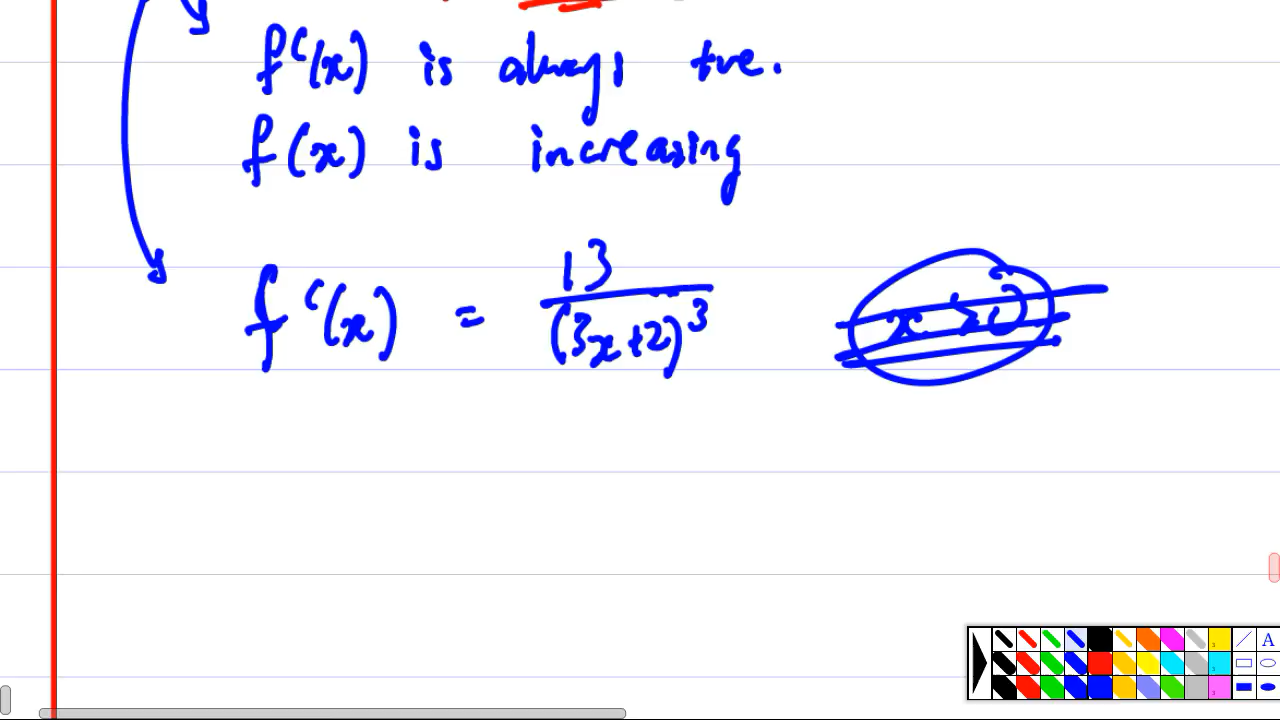 f'(x) is always +ve.
f(x) is increasing
f'(x) = 13/(3x+2)^3
A